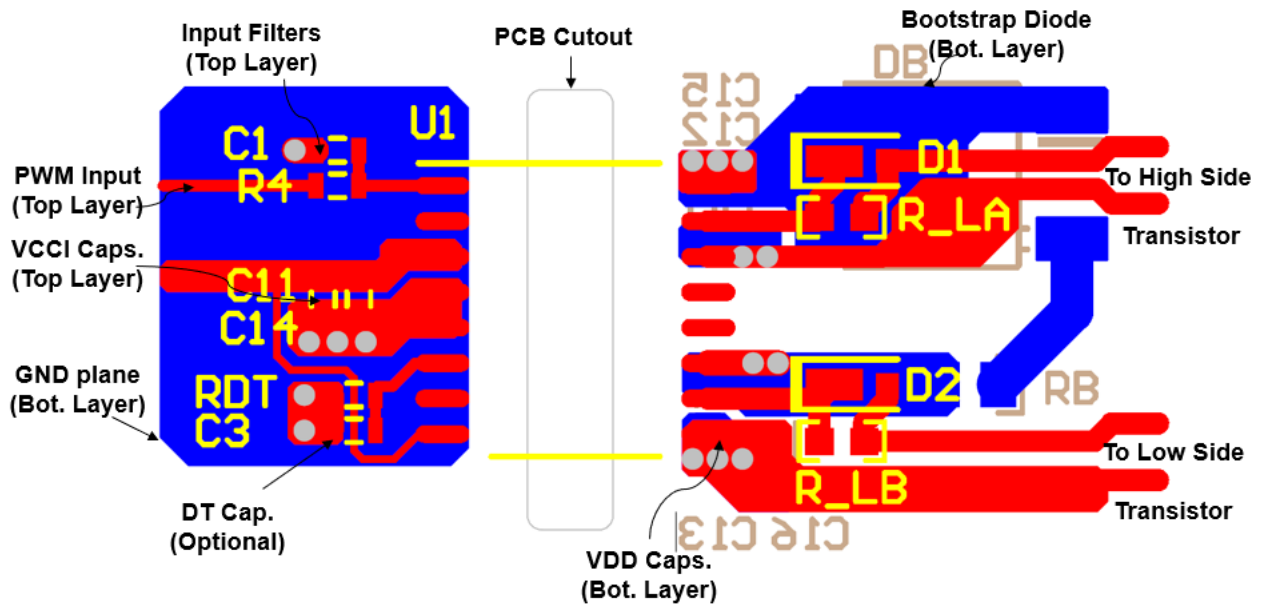 Input Filters
(Top Layer)
PCB Cutout
Bootstrap Diode
(Bot. Layer)
DB
C15
C12
U1
C1
D1
PWM Input
(Top Layer)
R4
To High Side
R_LA
Transistor
VCCI Caps.
(Top Layer)
C11
C14
GND plane
(Bot. Layer)
RDT
C3
D2
RB
To Low Side
R_LB
Transistor
DT Cap.
(Optional)
C13
C16
VDD Caps.
(Bot. Layer)